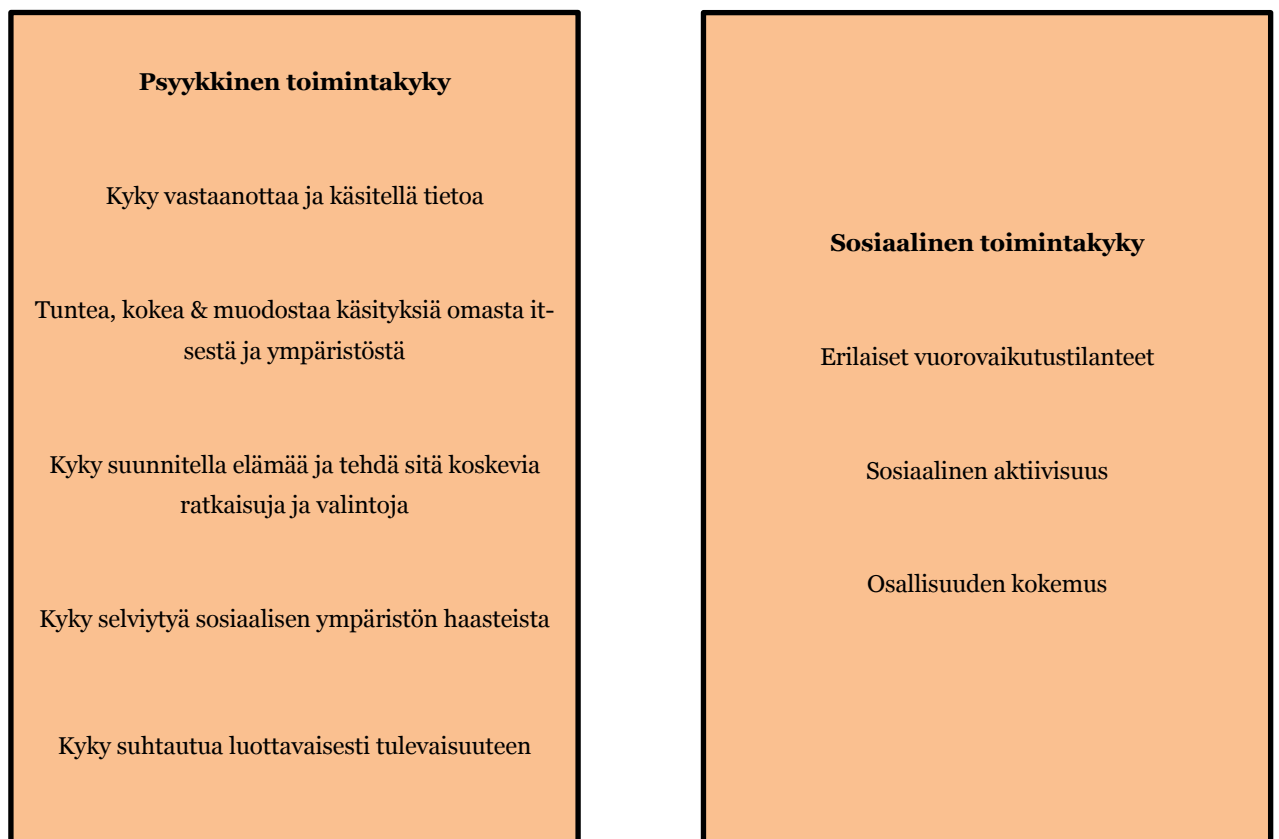 Psyykkinen toimintakyky
Kyky vastaanottaa ja käsitellä tietoa
Tuntea, kokea & muodostaa käsityksiä omasta it-
sestä ja ympäristöstä
Kyky suunnitella elämää ja tehdä sitä koskevia
ratkaisuja ja valintoja
Kyky selviytyä sosiaalisen ympäristön haasteista
Kyky suhtautua luottavaisesti tulevaisuuteen
Sosiaalinen toimintakyky
Erilaiset vuorovaikutustilanteet
Sosiaalinen aktiivisuus
Osallisuuden kokemus